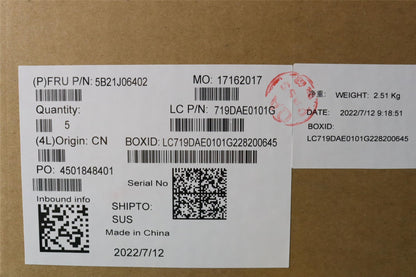 (P)FRU P/N: 5B21J06402
MO: 17162017
Quantity:
5
LC P/N: 719DAE0101G
(4L)Origin: CN
BOXID: LC719DAE0101G228200645
PO: 4501848401
Serial No
Inbound info
SHIPTO:
SUS
Made in China
2022/7/12
重: WEIGHT: 2.51 Kg
DATE: 2022/7/12 9:18:51
BOXID:
LC719DAE0101G228200645